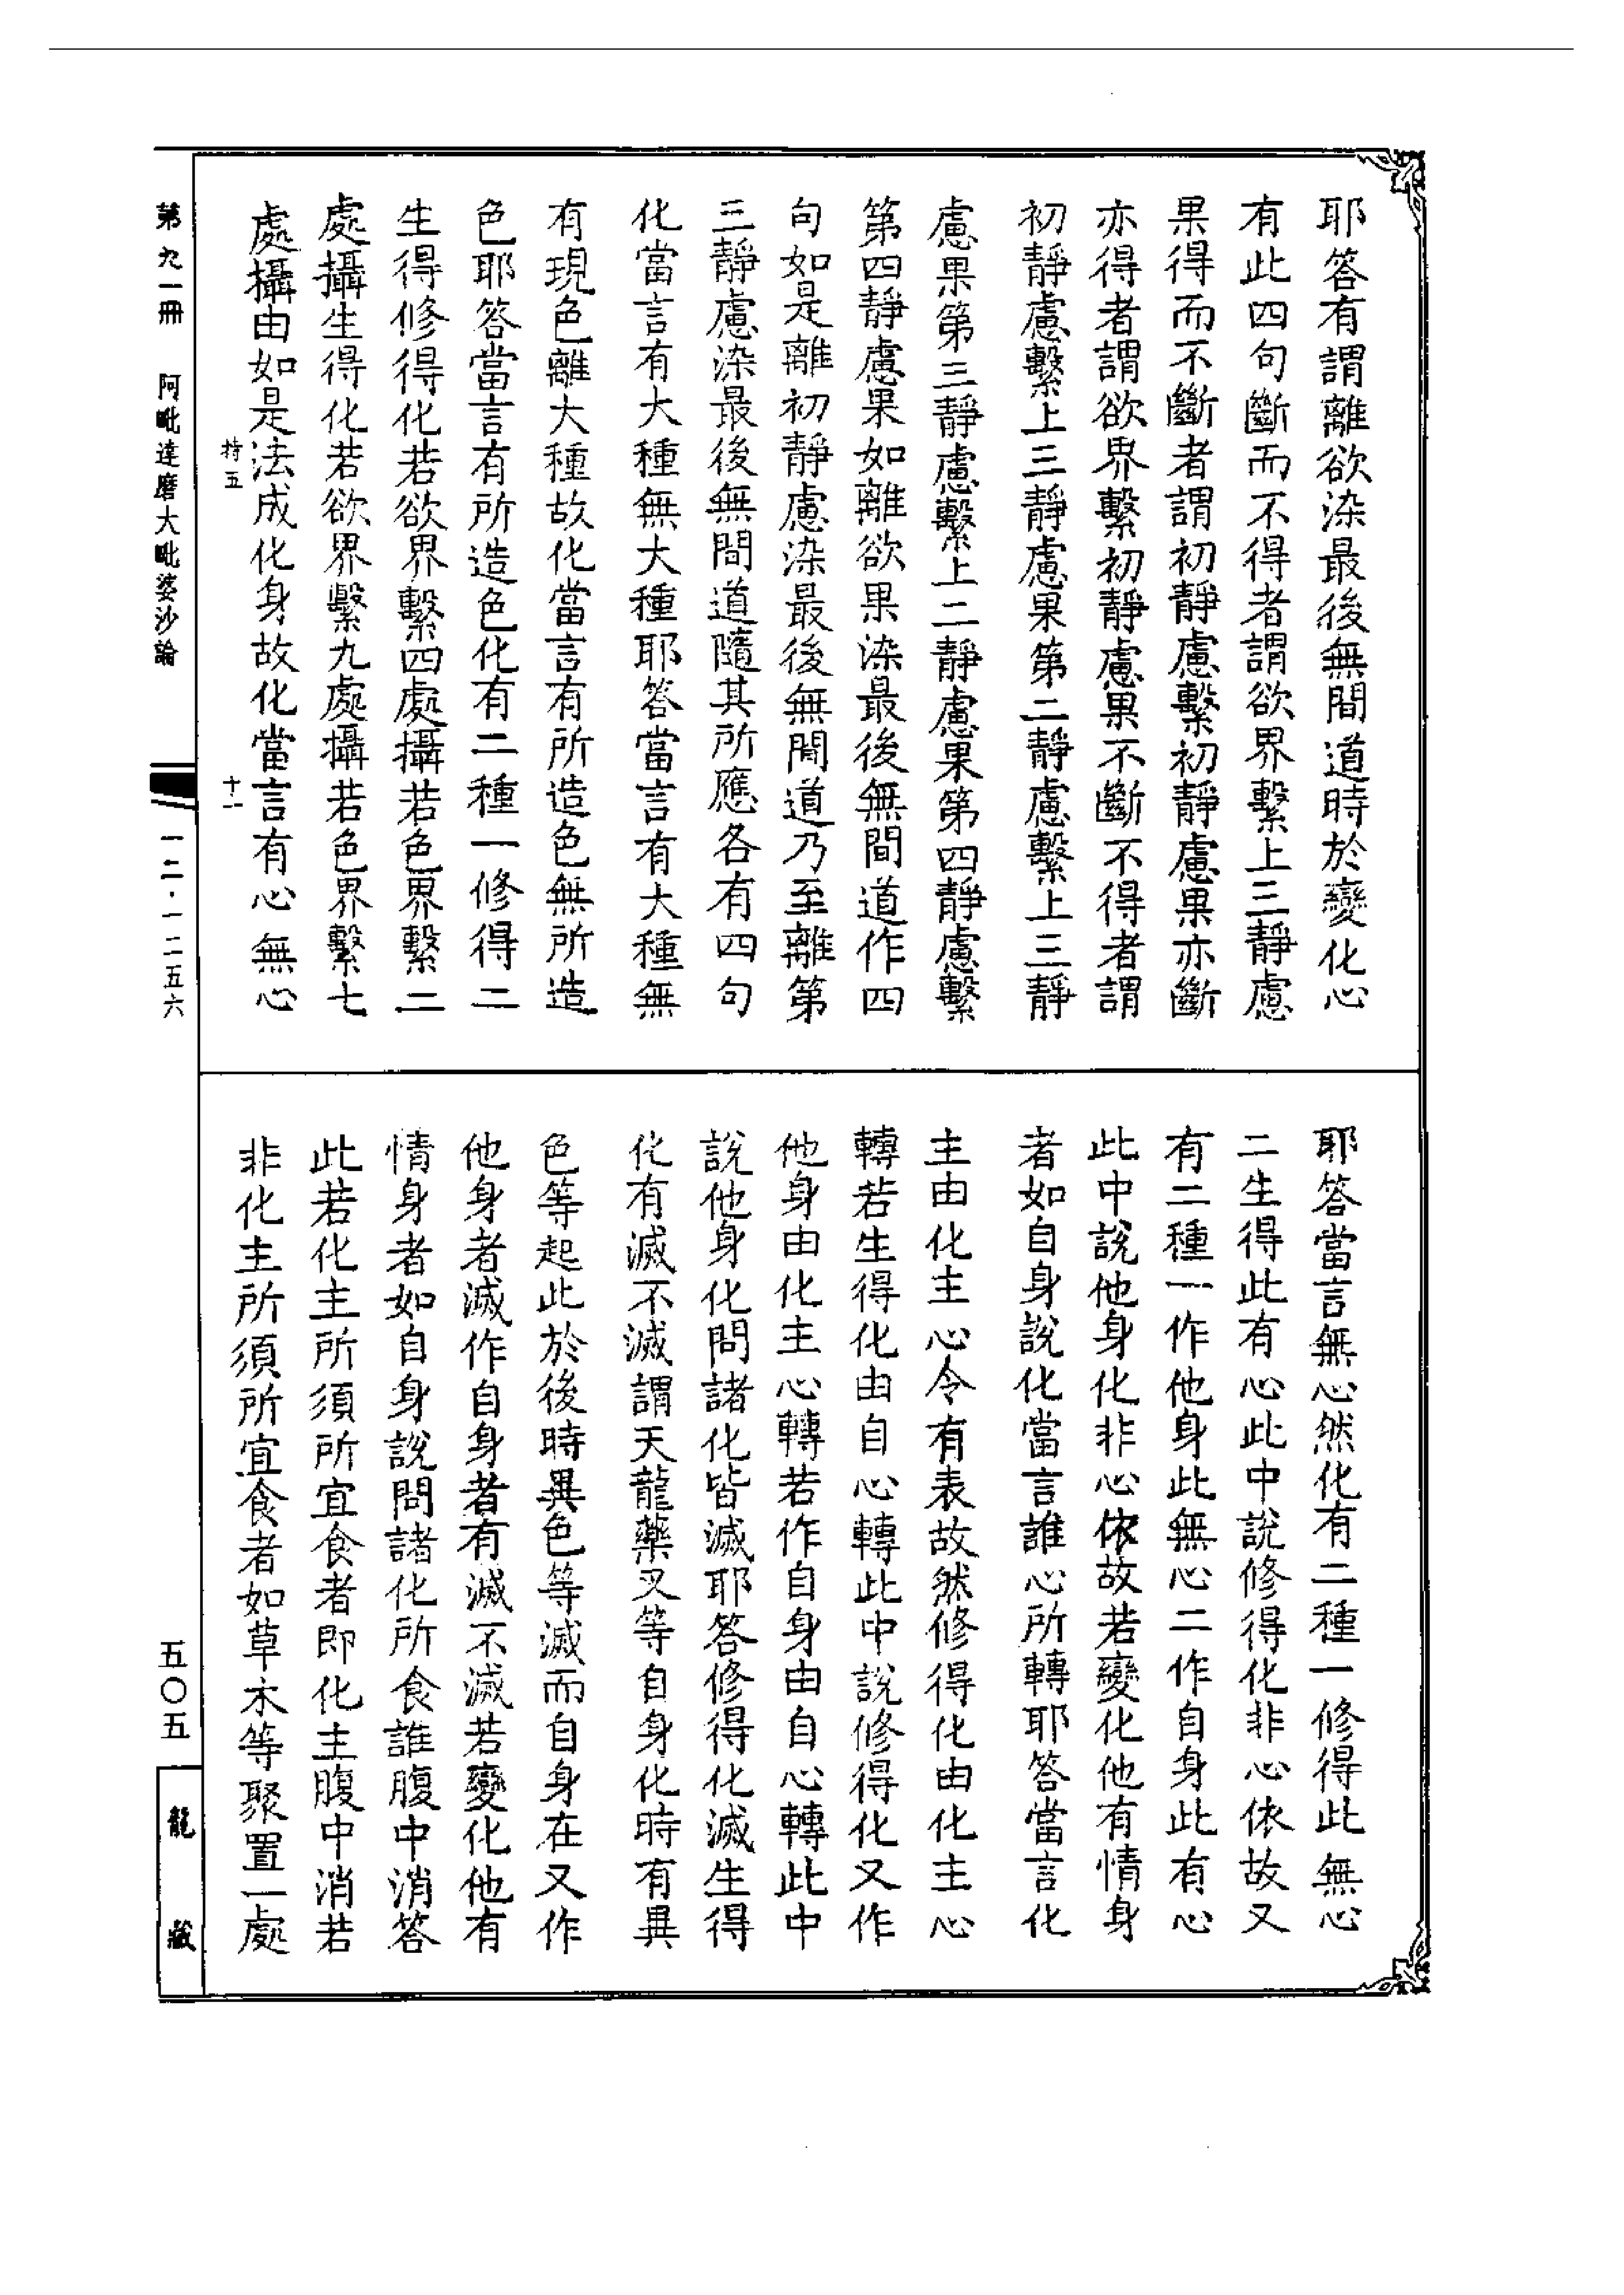 耶答有謂離欲染最後無間道時於變化心
有此四句斷而不得者謂欲界繫上三靜慮
果得而不斷者謂初靜慮繫初靜慮果亦斷
亦得者謂欲界繫初靜慮果不斷不得者謂
初靜慮繫上三靜慮果第二靜慮繫上三靜
慮果第三靜慮繫上二靜慮果第四靜慮繫
第四靜慮果如離欲果染最後無間道作四
句如是離初靜慮染最後無間道乃至離第
三靜慮染最後無間道隨其所應各有四句
化當言有大種無大種耶答當言有大種無
有現色離大種故化當言有所造色無所造
色耶答當言有所造色化有二種一修得二
生得修得化若欲界繫四處攝若色界繫二
處攝生得化若欲界繫九處攝若色界繫七
處攝由如是法成化身故化當言有心無心
耶答當言無心然化有二種一修得此無心
二生得此有心此中說修得化非心依故又
有二種一作他身此無心二作自身此有心
此中說他身化非心依故若變化他有情身
者如自身說化當言誰心所轉耶答當言化
主由化主心令有表故然修得化由化主心
轉若生得化由自心轉此中說修得化又作
他身由化主心轉若作自身由自心轉此中
說他身化問諸化皆滅耶答修得化滅生得
化有滅不滅謂天龍藥叉等自身化時有異
色等起此於後時異色等滅而自身在又作
他身者滅作自身者有滅不滅若變化他有
情身者如自身說問諸化所食誰腹中消答
此若化主所須所宜食者即化主腹中消若
非化主所須所宜食者如草木等聚置一處
第九一冊 阿毗達磨大毗婆沙論 一二·一二五六 五〇五 龍藏
持五 十一